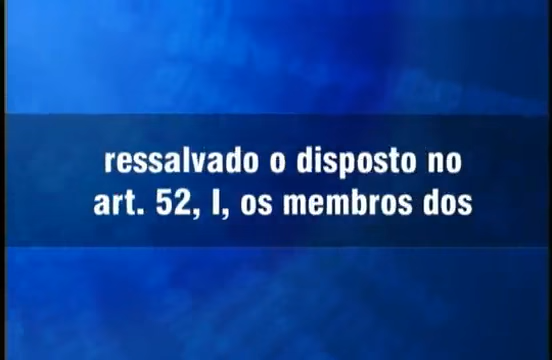 ressalvado o disposto no
art. 52, I, os membros dos